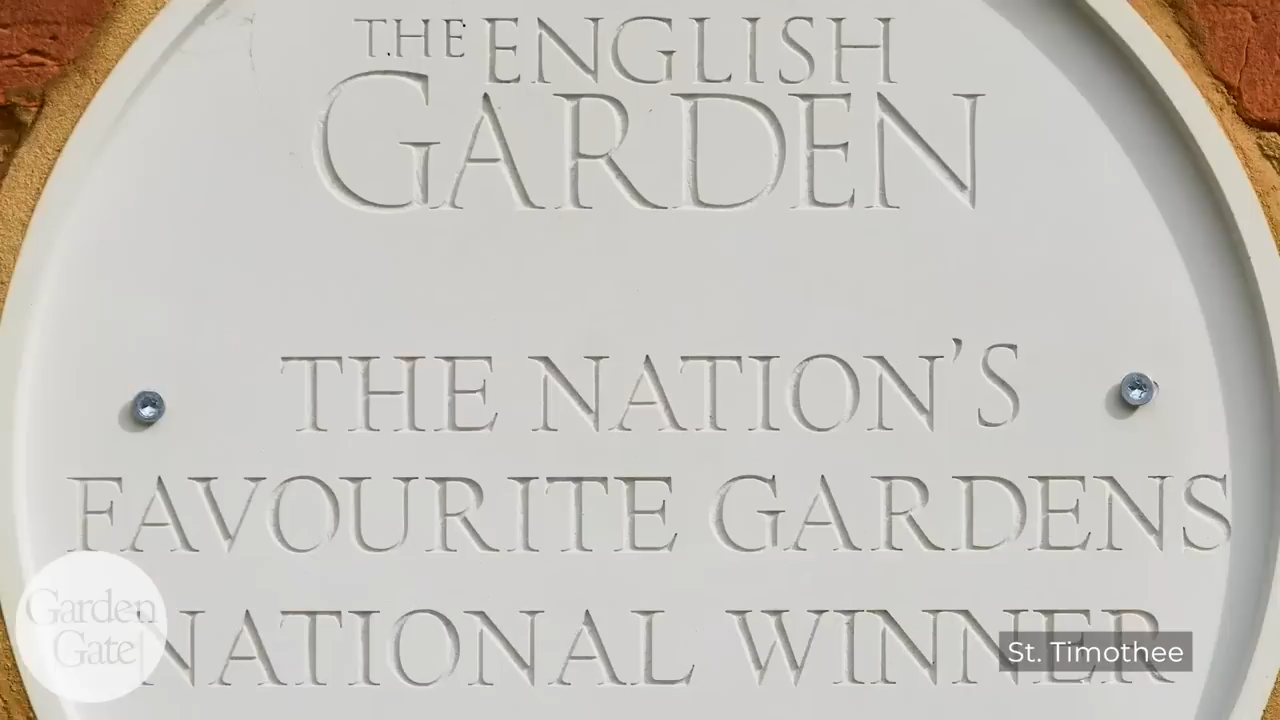 THE ENGLISH
GARDEN
THE NATION'S
FAVOURITE GARDENS
NATIONAL WINNER
Garden
Gate
St. Timothee